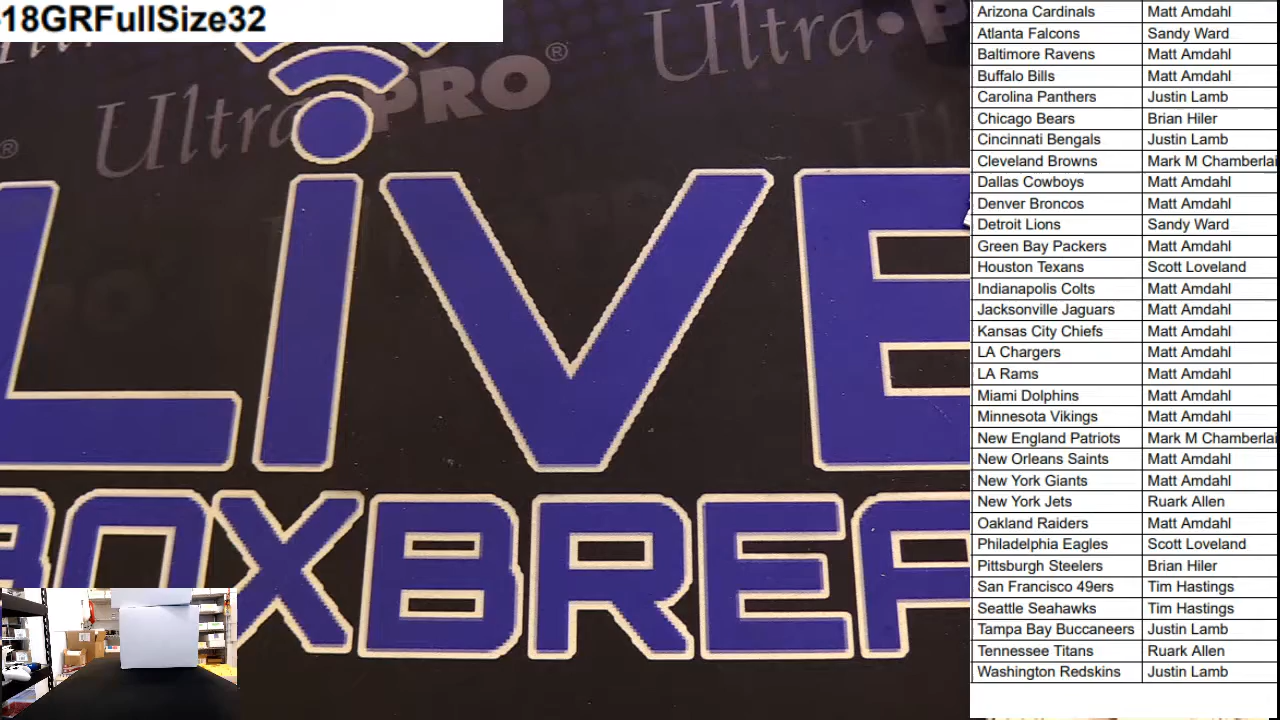 -18GRFullSize32
Ultra•PRO®
Ultra PRO®
®
LiVE
BOXBREA
Arizona Cardinals Matt Amdahl
Atlanta Falcons Sandy Ward
Baltimore Ravens Matt Amdahl
Buffalo Bills Matt Amdahl
Carolina Panthers Justin Lamb
Chicago Bears Brian Hiler
Cincinnati Bengals Justin Lamb
Cleveland Browns Mark M Chamberlai
Dallas Cowboys Matt Amdahl
Denver Broncos Matt Amdahl
Detroit Lions Sandy Ward
Green Bay Packers Matt Amdahl
Houston Texans Scott Loveland
Indianapolis Colts Matt Amdahl
Jacksonville Jaguars Matt Amdahl
Kansas City Chiefs Matt Amdahl
LA Chargers Matt Amdahl
LA Rams Matt Amdahl
Miami Dolphins Matt Amdahl
Minnesota Vikings Matt Amdahl
New England Patriots Mark M Chamberlai
New Orleans Saints Matt Amdahl
New York Giants Matt Amdahl
New York Jets Ruark Allen
Oakland Raiders Matt Amdahl
Philadelphia Eagles Scott Loveland
Pittsburgh Steelers Brian Hiler
San Francisco 49ers Tim Hastings
Seattle Seahawks Tim Hastings
Tampa Bay Buccaneers Justin Lamb
Tennessee Titans Ruark Allen
Washington Redskins Justin Lamb